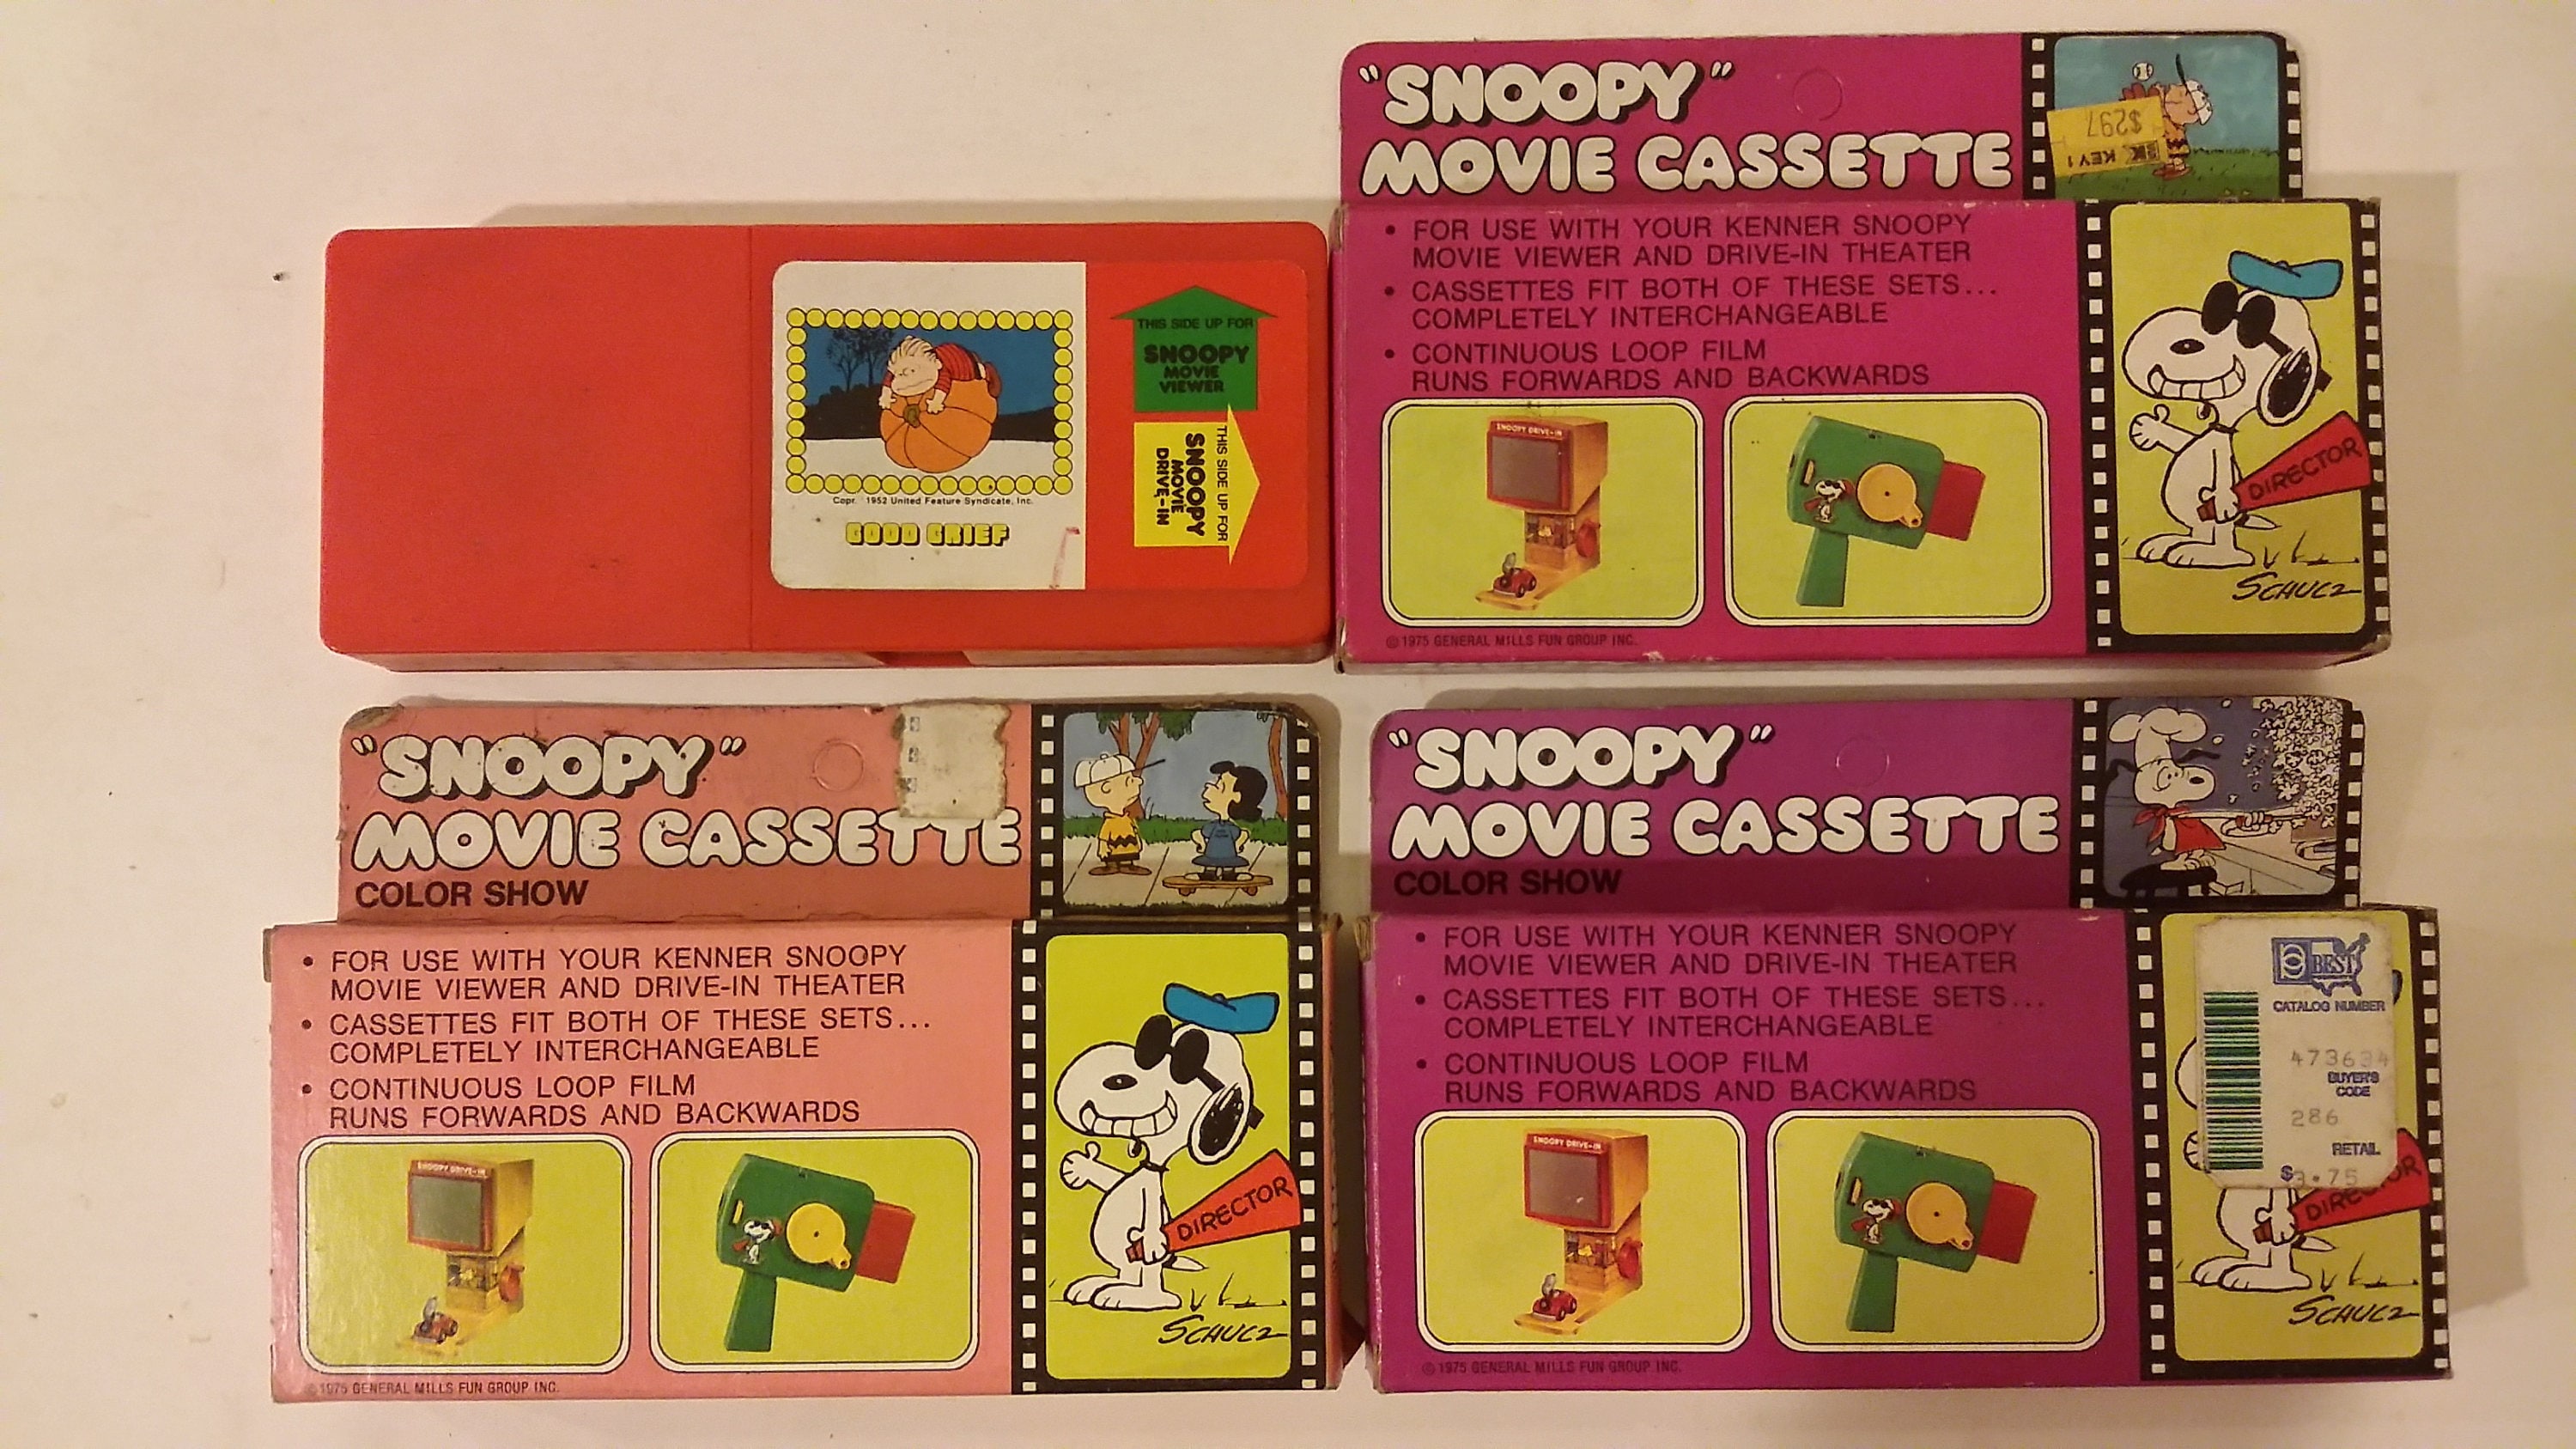 THIS SIDE UP FOR
SNOOPY
MOVIE
VIEWER
THIS SIDE UP FOR
SNOOPY
MOVIE
DRIVE-IN
Copr. 1952 United Feature Syndicate, Inc.
GOOD GRIEF
"SNOOPY"
MOVIE CASSETTE
$297
KEY 1
• FOR USE WITH YOUR KENNER SNOOPY
MOVIE VIEWER AND DRIVE-IN THEATER
• CASSETTES FIT BOTH OF THESE SETS...
COMPLETELY INTERCHANGEABLE
• CONTINUOUS LOOP FILM
RUNS FORWARDS AND BACKWARDS
SNOOPY DRIVE-IN
DIRECTOR
SCHULZ
© 1975 GENERAL MILLS FUN GROUP INC.
"SNOOPY"
MOVIE CASSETTE
COLOR SHOW
• FOR USE WITH YOUR KENNER SNOOPY
MOVIE VIEWER AND DRIVE-IN THEATER
• CASSETTES FIT BOTH OF THESE SETS...
COMPLETELY INTERCHANGEABLE
• CONTINUOUS LOOP FILM
RUNS FORWARDS AND BACKWARDS
SNOOPY DRIVE-IN
DIRECTOR
SCHULZ
© 1975 GENERAL MILLS FUN GROUP INC.
"SNOOPY"
MOVIE CASSETTE
COLOR SHOW
• FOR USE WITH YOUR KENNER SNOOPY
MOVIE VIEWER AND DRIVE-IN THEATER
• CASSETTES FIT BOTH OF THESE SETS...
COMPLETELY INTERCHANGEABLE
• CONTINUOUS LOOP FILM
RUNS FORWARDS AND BACKWARDS
SNOOPY DRIVE-IN
BEST
CATALOG NUMBER
473634
BUYER'S
CODE
286
RETAIL
$3.75
DIRECTOR
SCHULZ
© 1975 GENERAL MILLS FUN GROUP INC.